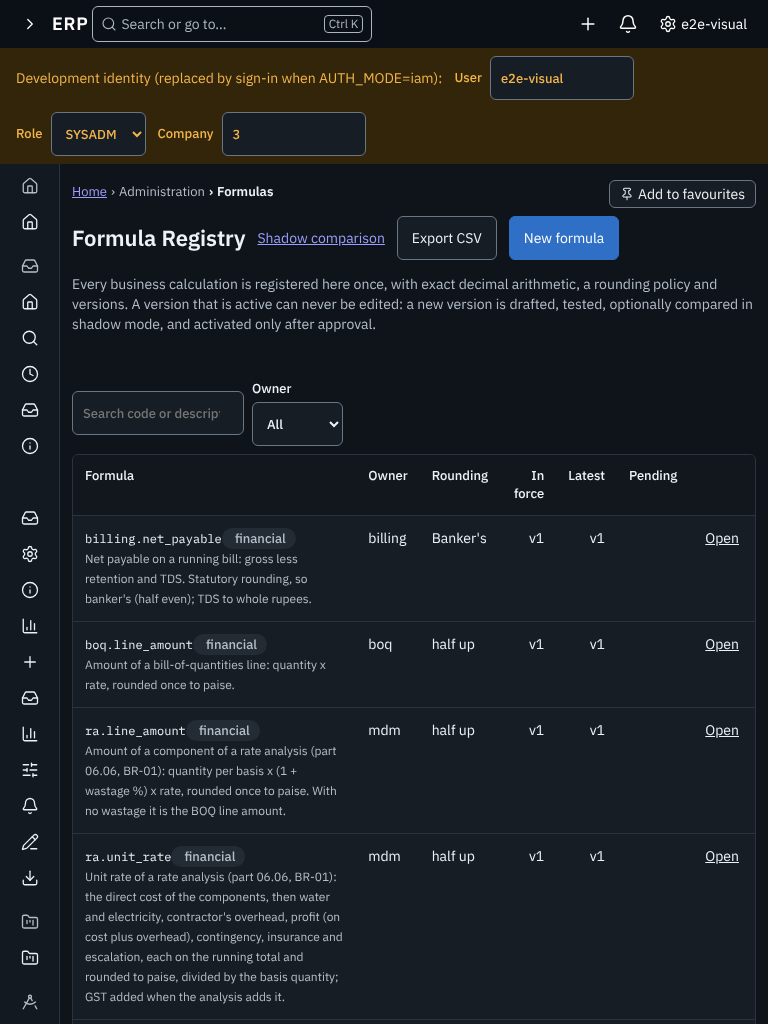 ERP
Search or go to...
Ctrl K
e2e-visual
Development identity (replaced by sign-in when AUTH_MODE=iam):
User
e2e-visual
Role
SYSADM
Company
3
Home › Administration › Formulas
Add to favourites
Formula Registry
Shadow comparison
Export CSV
New formula
Every business calculation is registered here once, with exact decimal arithmetic, a rounding policy and
versions. A version that is active can never be edited: a new version is drafted, tested, optionally compared in
shadow mode, and activated only after approval.
Owner
Search code or descrip
All
Formula Owner Rounding In force Latest Pending
billing.net_payable financial billing Banker's v1 v1 Open
Net payable on a running bill: gross less
retention and TDS. Statutory rounding, so
banker's (half even); TDS to whole rupees.
boq.line_amount financial boq half up v1 v1 Open
Amount of a bill-of-quantities line: quantity x
rate, rounded once to paise.
ra.line_amount financial mdm half up v1 v1 Open
Amount of a component of a rate analysis (part
06.06, BR-01): quantity per basis x (1 +
wastage %) x rate, rounded once to paise. With
no wastage it is the BOQ line amount.
ra.unit_rate financial mdm half up v1 v1 Open
Unit rate of a rate analysis (part 06.06, BR-01):
the direct cost of the components, then water
and electricity, contractor's overhead, profit (on
cost plus overhead), contingency, insurance and
escalation, each on the running total and
rounded to paise, divided by the basis quantity;
GST added when the analysis adds it.